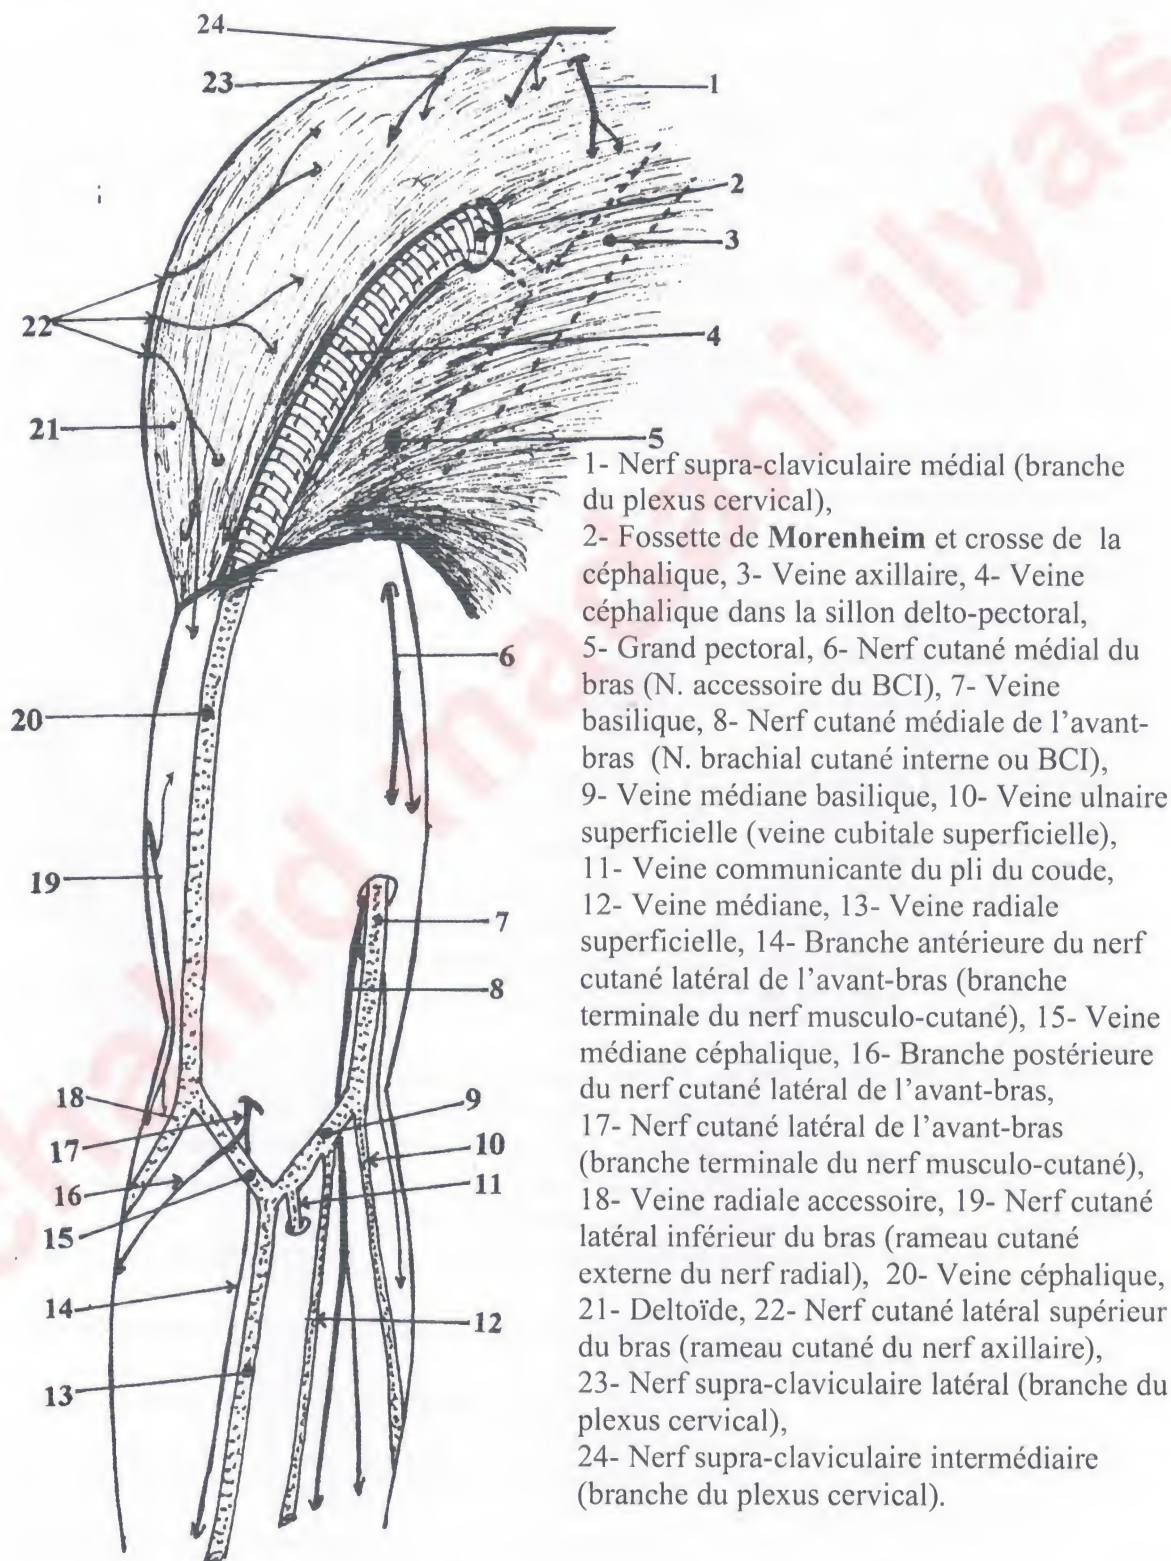 24
23
1
2
3
22
4
21
5
1- Nerf supra-claviculaire médial (branche
du plexus cervical),
2- Fossette de Morenheim et crosse de la
céphalique, 3- Veine axillaire, 4- Veine
céphalique dans la sillon delto-pectoral,
5- Grand pectoral, 6- Nerf cutané médial du
bras (N. accessoire du BCI), 7- Veine
basilique, 8- Nerf cutané médiale de l'avant-
bras (N. brachial cutané interne ou BCI),
9- Veine médiane basilique, 10- Veine ulnaire
superficielle (veine cubitale superficielle),
11- Veine communicante du pli du coude,
12- Veine médiane, 13- Veine radiale
superficielle, 14- Branche antérieure du nerf
cutané latéral de l'avant-bras (branche
terminale du nerf musculo-cutané), 15- Veine
médiane céphalique, 16- Branche postérieure
du nerf cutané latéral de l'avant-bras,
17- Nerf cutané latéral de l'avant-bras
(branche terminale du nerf musculo-cutané),
18- Veine radiale accessoire, 19- Nerf cutané
latéral inférieur du bras (rameau cutané
externe du nerf radial), 20- Veine céphalique,
21- Deltoïde, 22- Nerf cutané latéral supérieur
du bras (rameau cutané du nerf axillaire),
23- Nerf supra-claviculaire latéral (branche du
plexus cervical),
24- Nerf supra-claviculaire intermédiaire
(branche du plexus cervical).
6
20
19
7
8
18
9
17
10
16
11
15
14
12
13
chahid madani ilyas